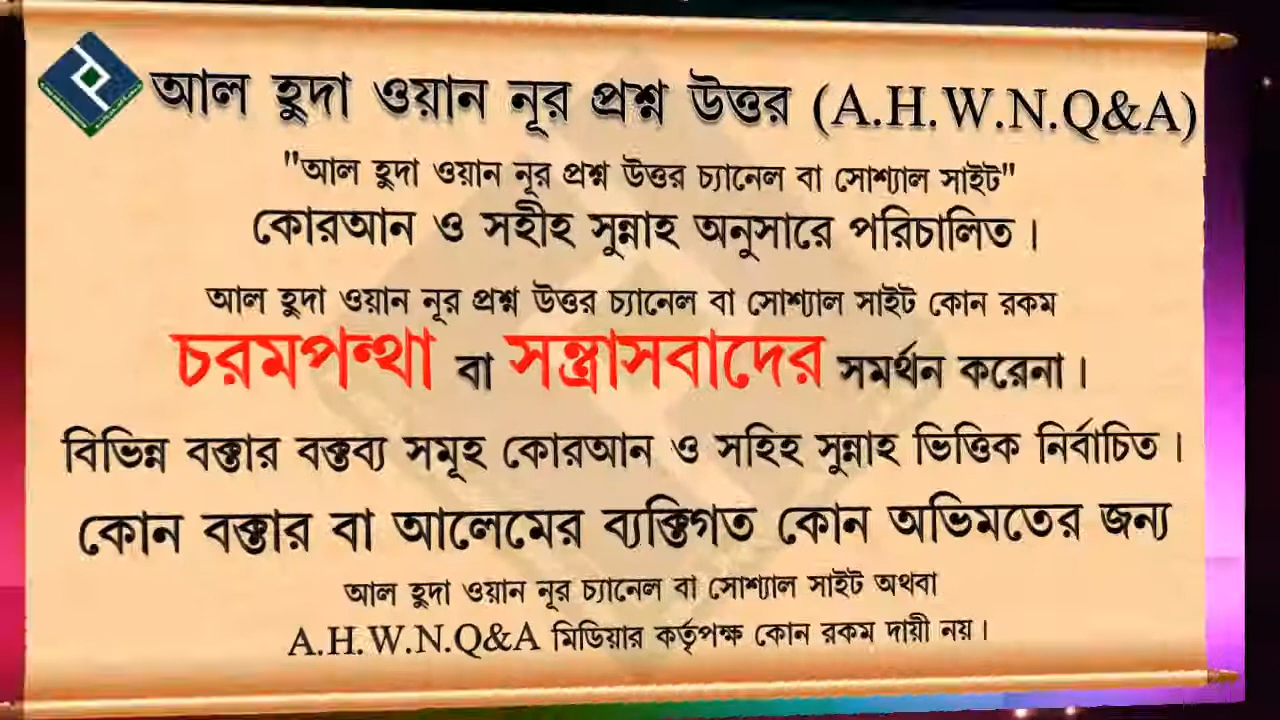 আল হুদা ওয়ান নূর প্রশ্ন উত্তর (A.H.W.N.Q&A)
"আল হুদা ওয়ান নূর প্রশ্ন উত্তর চ্যানেল বা সোশ্যাল সাইট"
কোরআন ও সহীহ সুন্নাহ অনুসারে পরিচালিত।
আল হুদা ওয়ান নূর প্রশ্ন উত্তর চ্যানেল বা সোশ্যাল সাইট কোন রকম
চরমপন্থা বা সন্ত্রাসবাদের সমর্থন করেনা।
বিভিন্ন বক্তার বক্তব্য সমূহ কোরআন ও সহিহ সুন্নাহ ভিত্তিক নির্বাচিত।
কোন বক্তার বা আলেমের ব্যক্তিগত কোন অভিমতের জন্য
আল হুদা ওয়ান নূর চ্যানেল বা সোশ্যাল সাইট অথবা
A.H.W.N.Q&A মিডিয়ার কর্তৃপক্ষ কোন রকম দায়ী নয়।